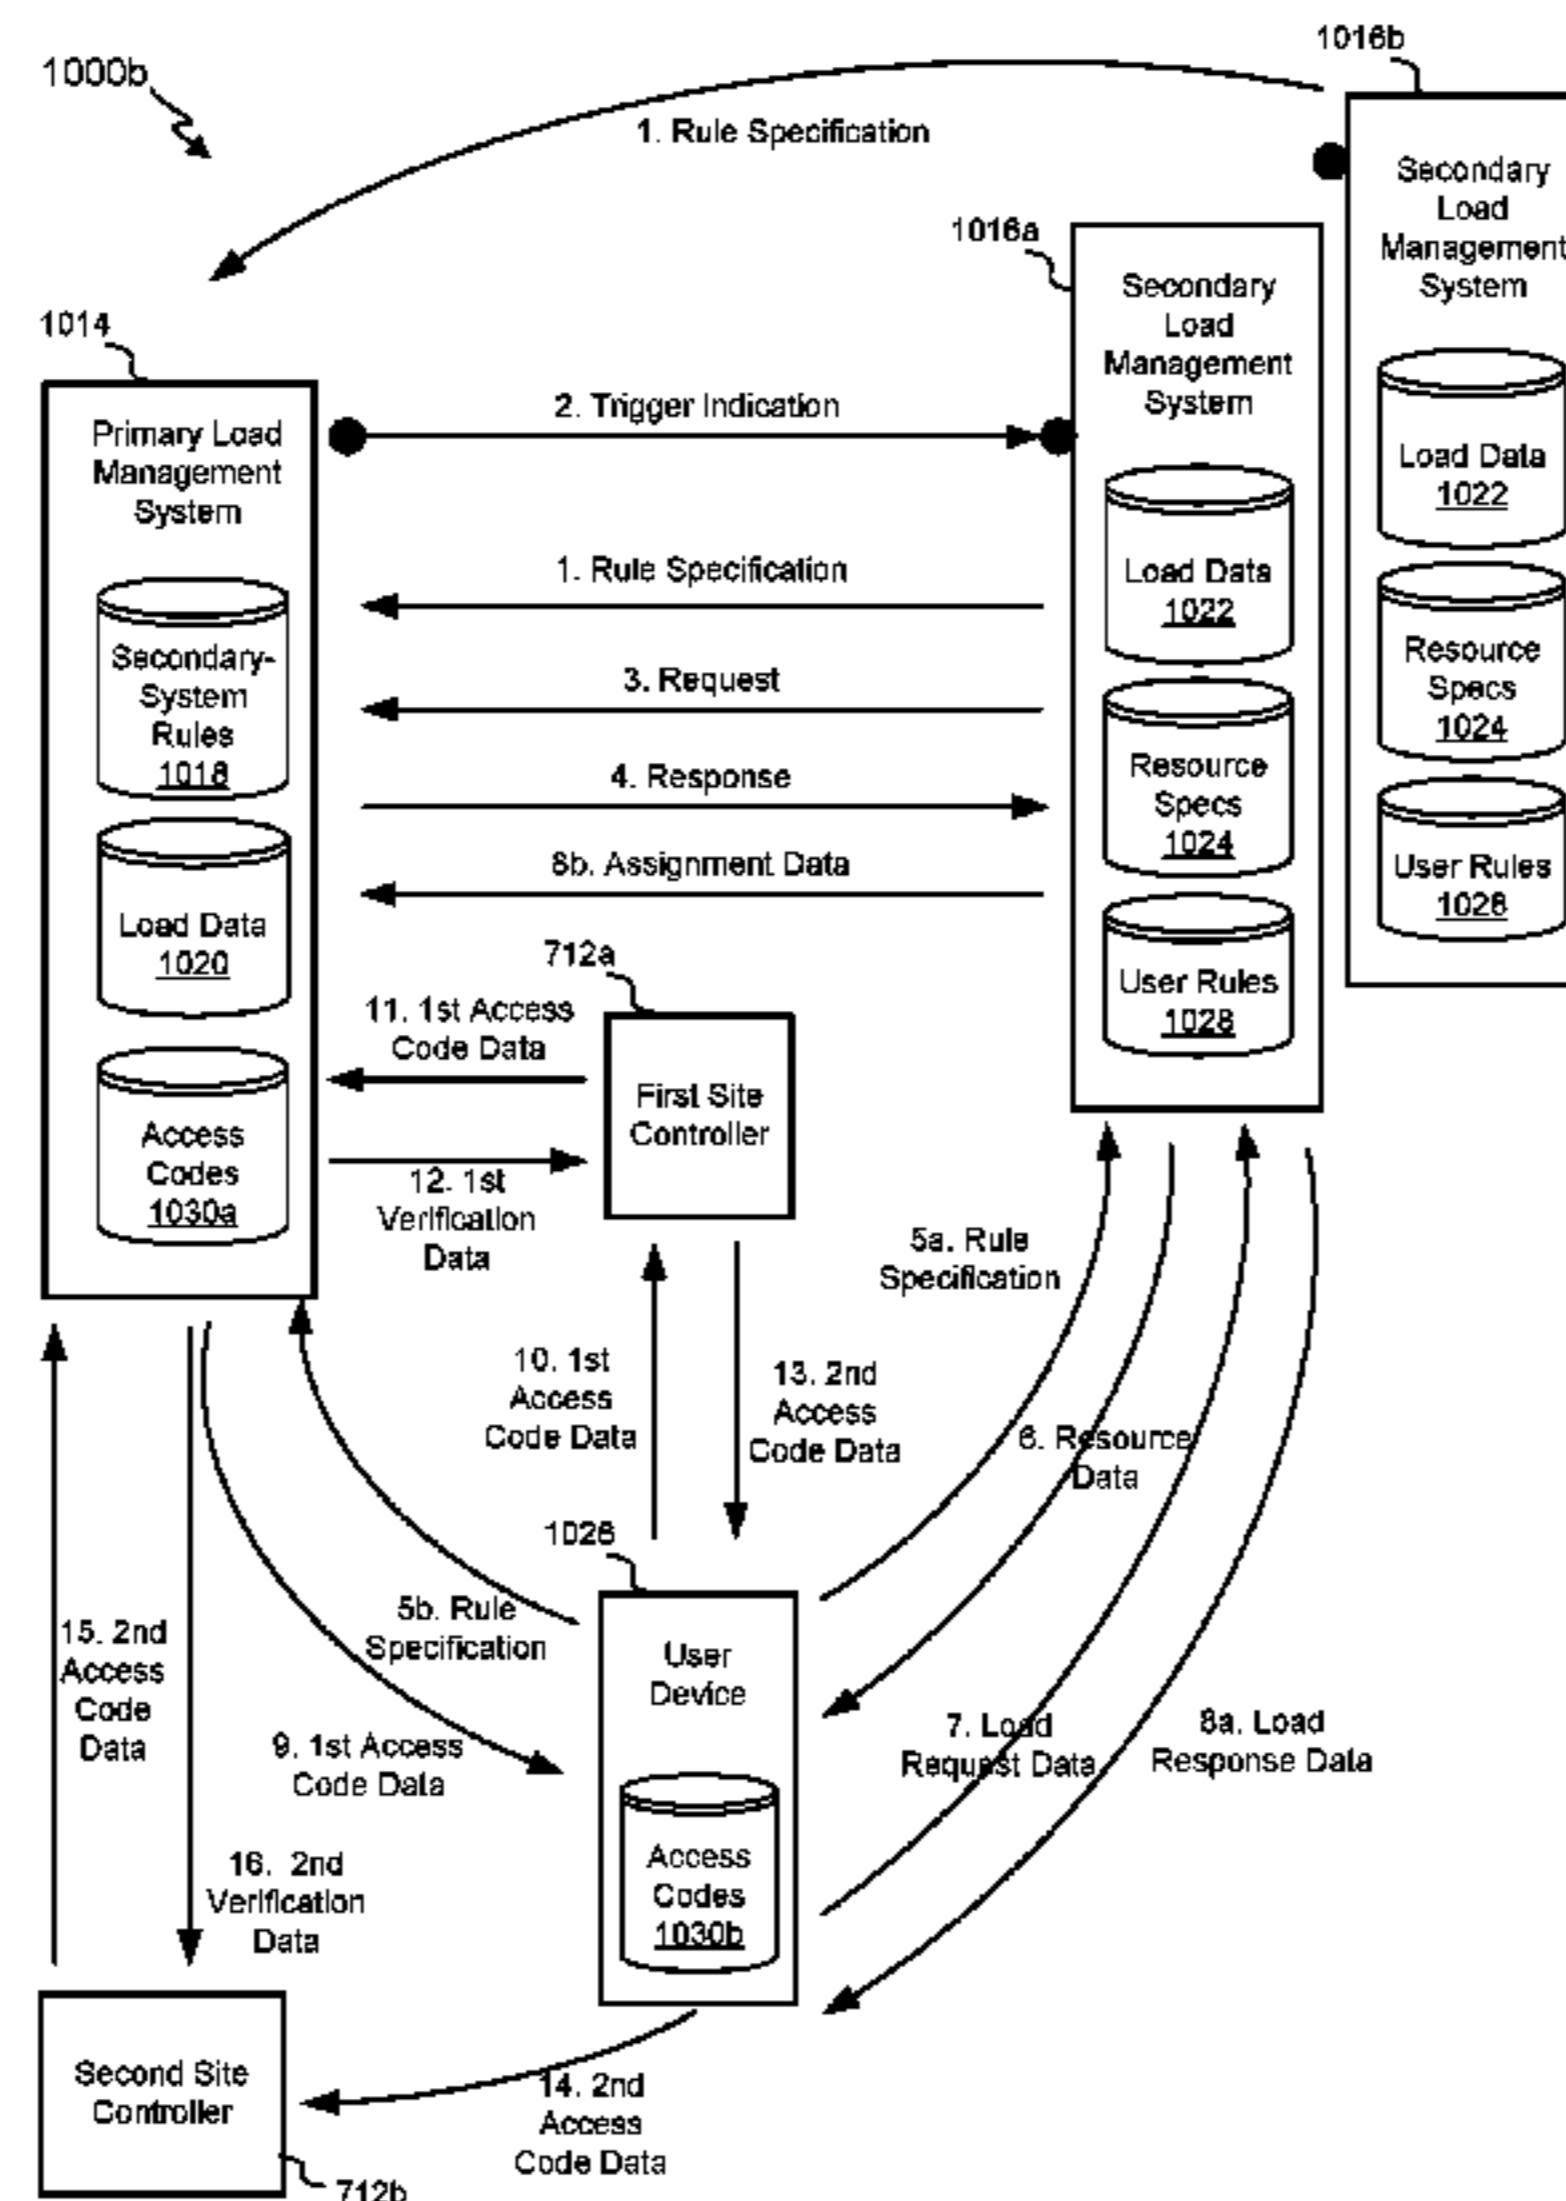 1000b
1016b
1. Rule Specification
Secondary
Load
Management
System
Load Data
1022
Resource
Specs
1024
User Rules
1028
1016a
Secondary
Load
Management
System
Load Data
1022
Resource
Specs
1024
User Rules
1028
1014
Primary Load
Management
System
Secondary-
System
Rules
1018
Load Data
1020
Access
Codes
1030a
2. Trigger Indication
1. Rule Specification
3. Request
4. Response
8b. Assignment Data
712a
First Site
Controller
11. 1st Access
Code Data
12. 1st
Verification
Data
10. 1st
Access
Code Data
13. 2nd
Access
Code Data
5a. Rule
Specification
6. Resource
Data
7. Load
Request Data
8a. Load
Response Data
1026
User
Device
Access
Codes
1030b
5b. Rule
Specification
9. 1st Access
Code Data
15. 2nd
Access
Code
Data
16. 2nd
Verification
Data
Second Site
Controller
712b
14. 2nd
Access
Code Data